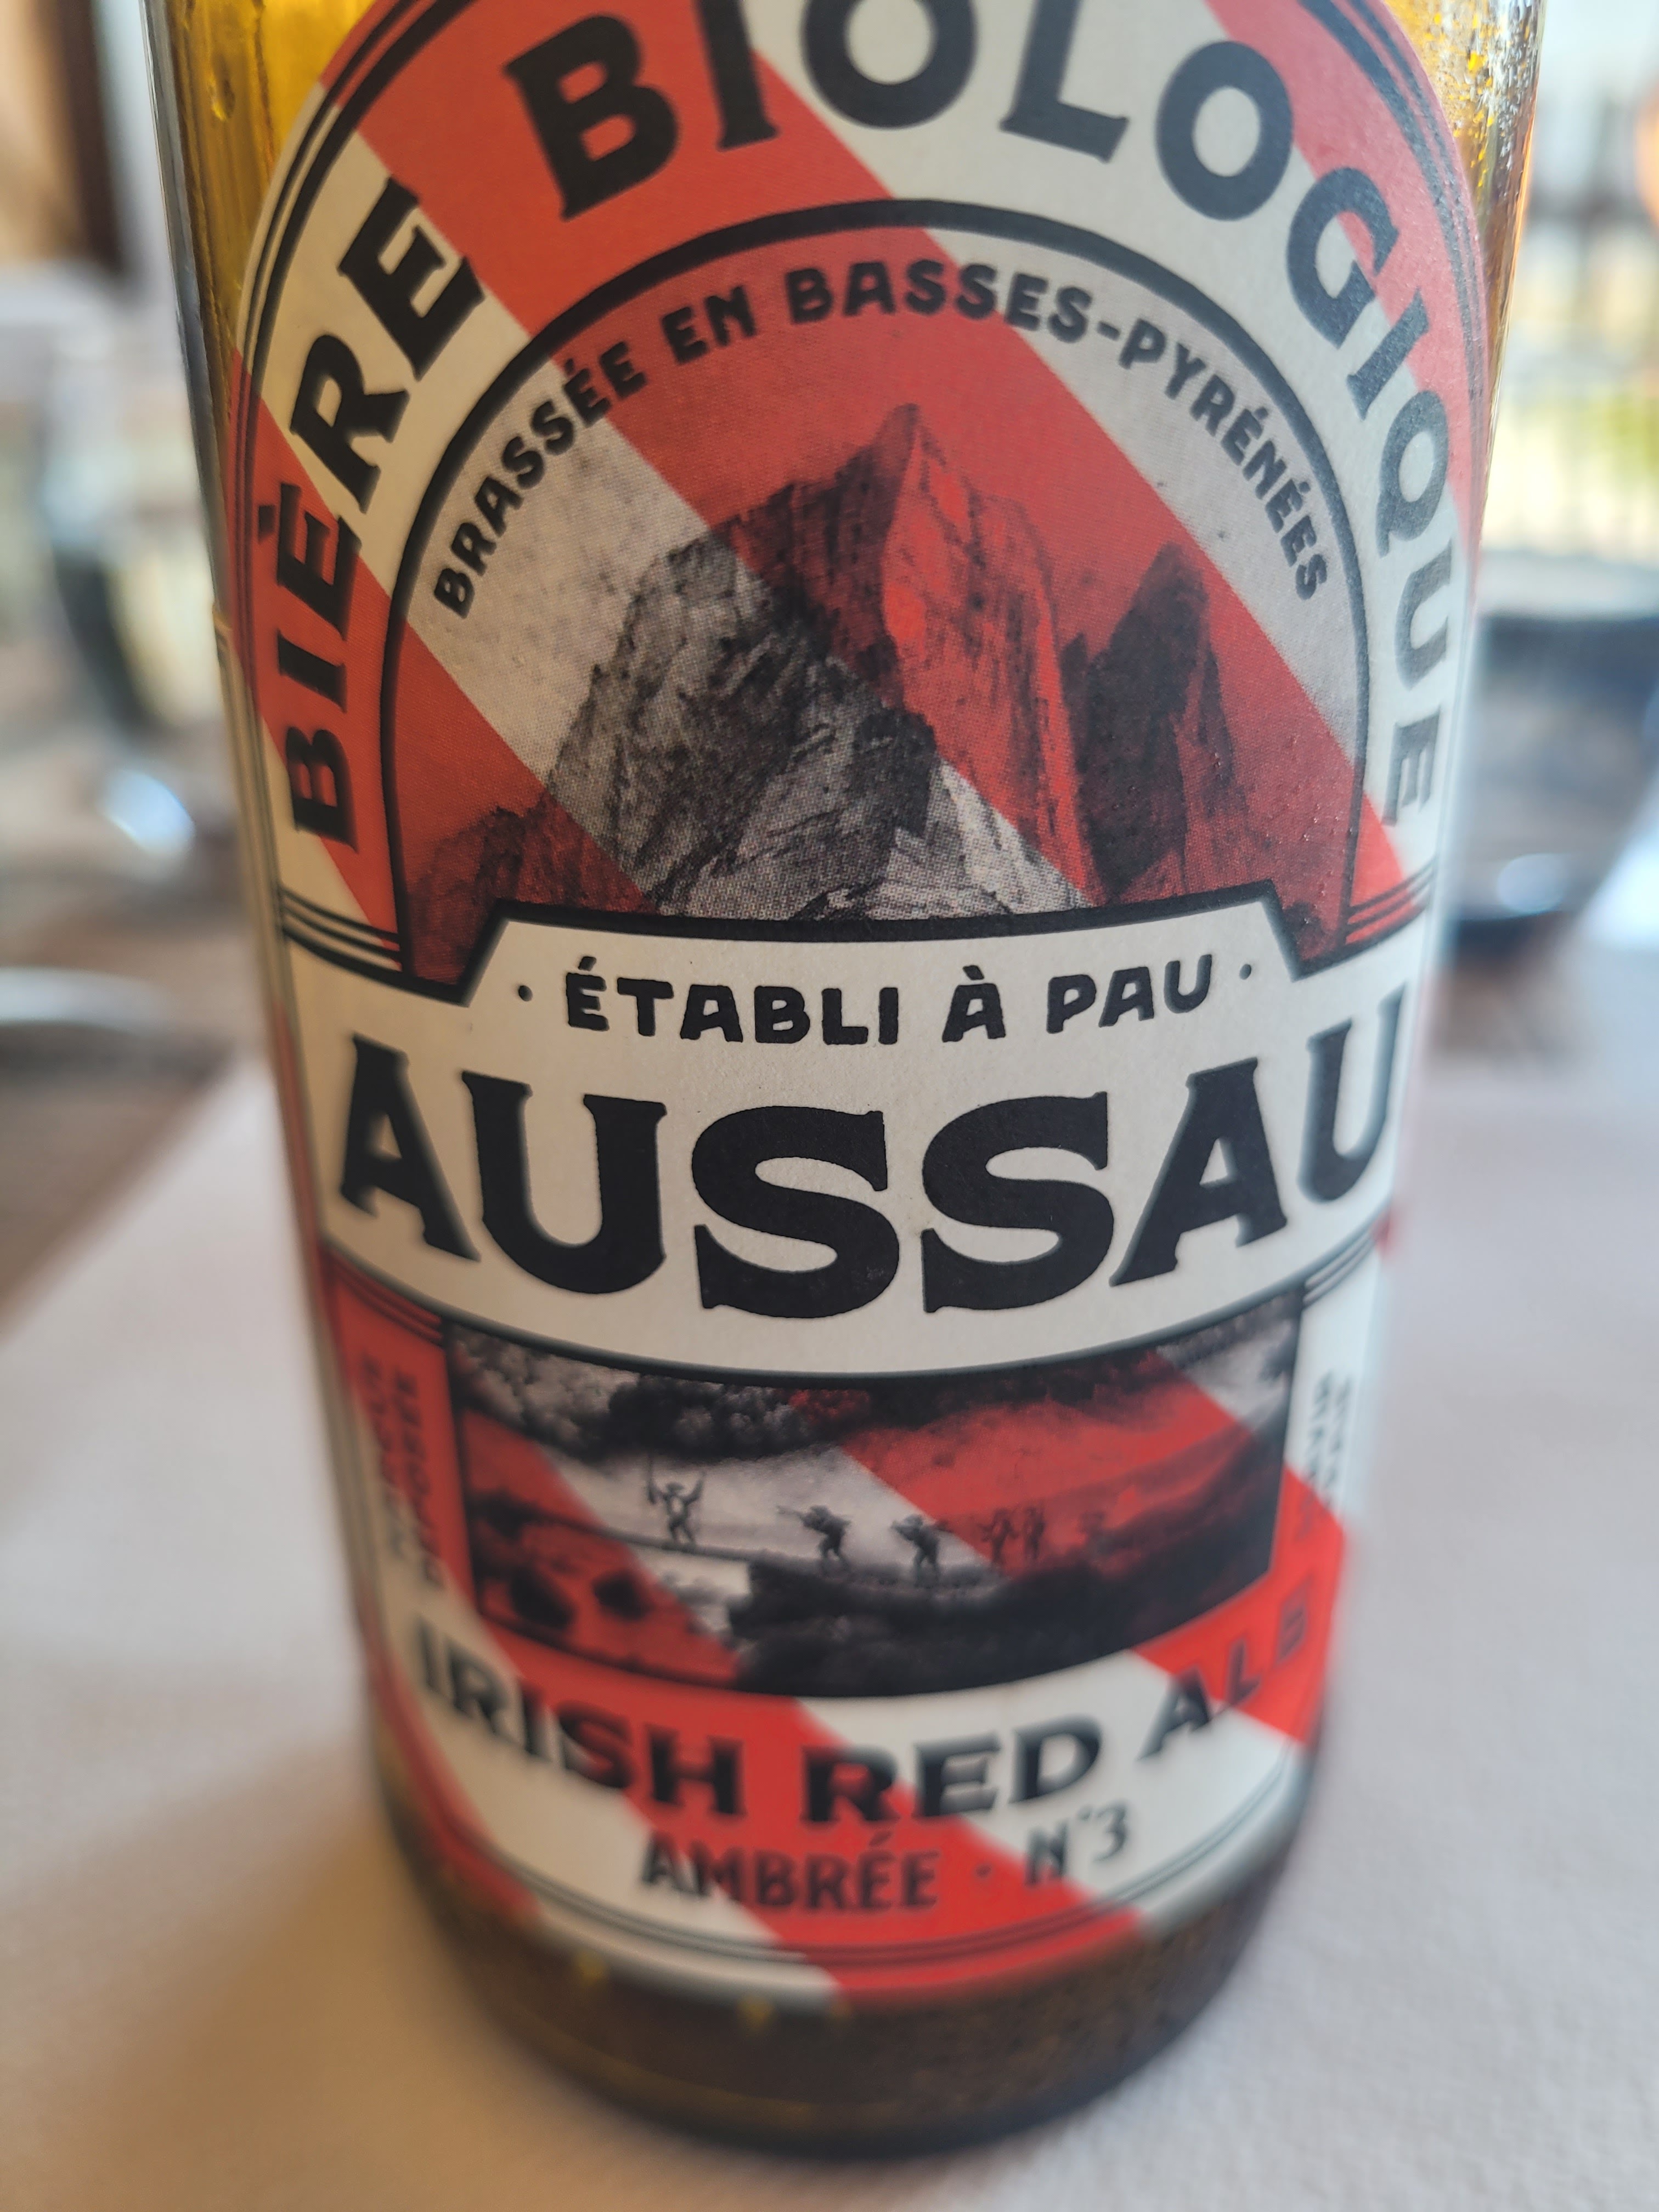 BIÈRE BIOLOGIQUE
BRASSÉE EN BASSES-PYRÉNÉES
· ÉTABLI À PAU ·
AUSSAU
IRISH RED ALE
AMBRÉE · N°3